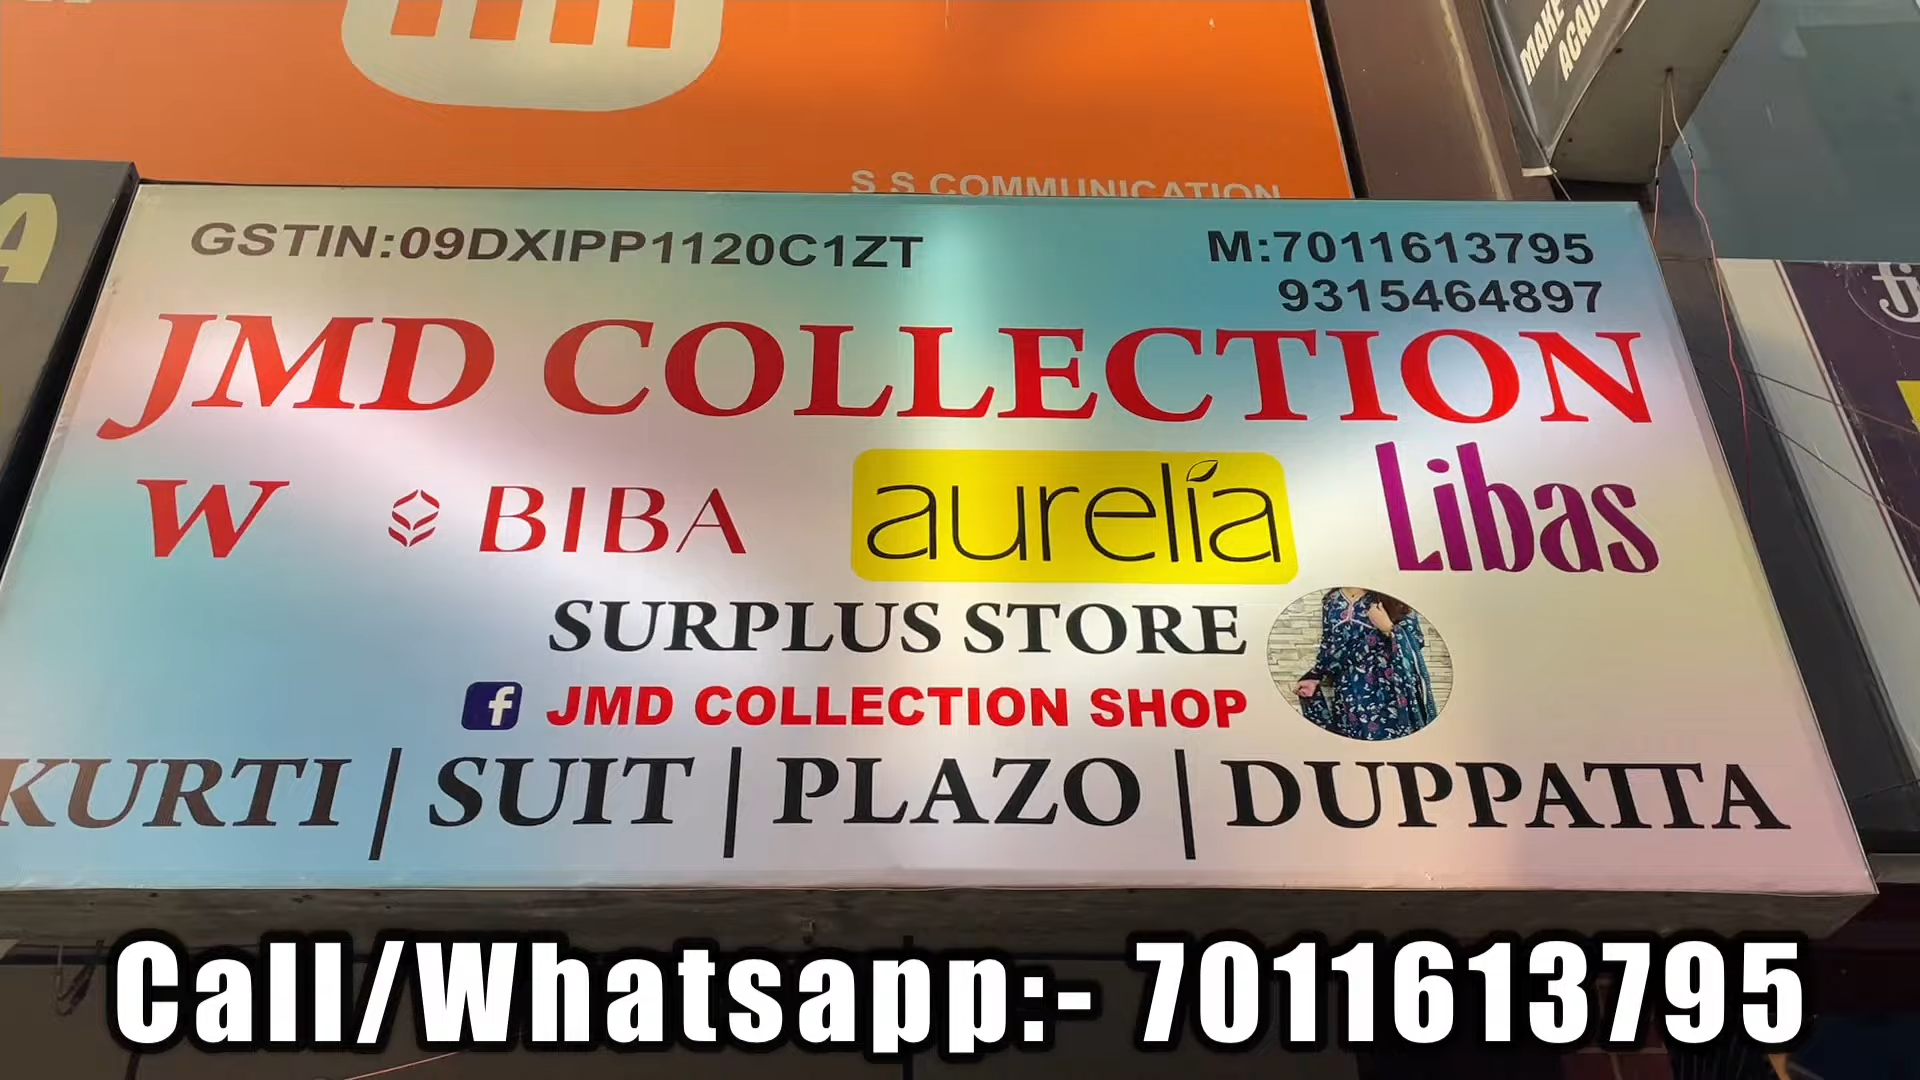 MAKE
S S COMMUNICATION
GSTIN:09DXIPP1120C1ZT
M:7011613795
9315464897
JMD COLLECTION
W BIBA aurelia Libas
SURPLUS STORE
f JMD COLLECTION SHOP
KURTI | SUIT | PLAZO | DUPPATTA
Call/Whatsapp:- 7011613795